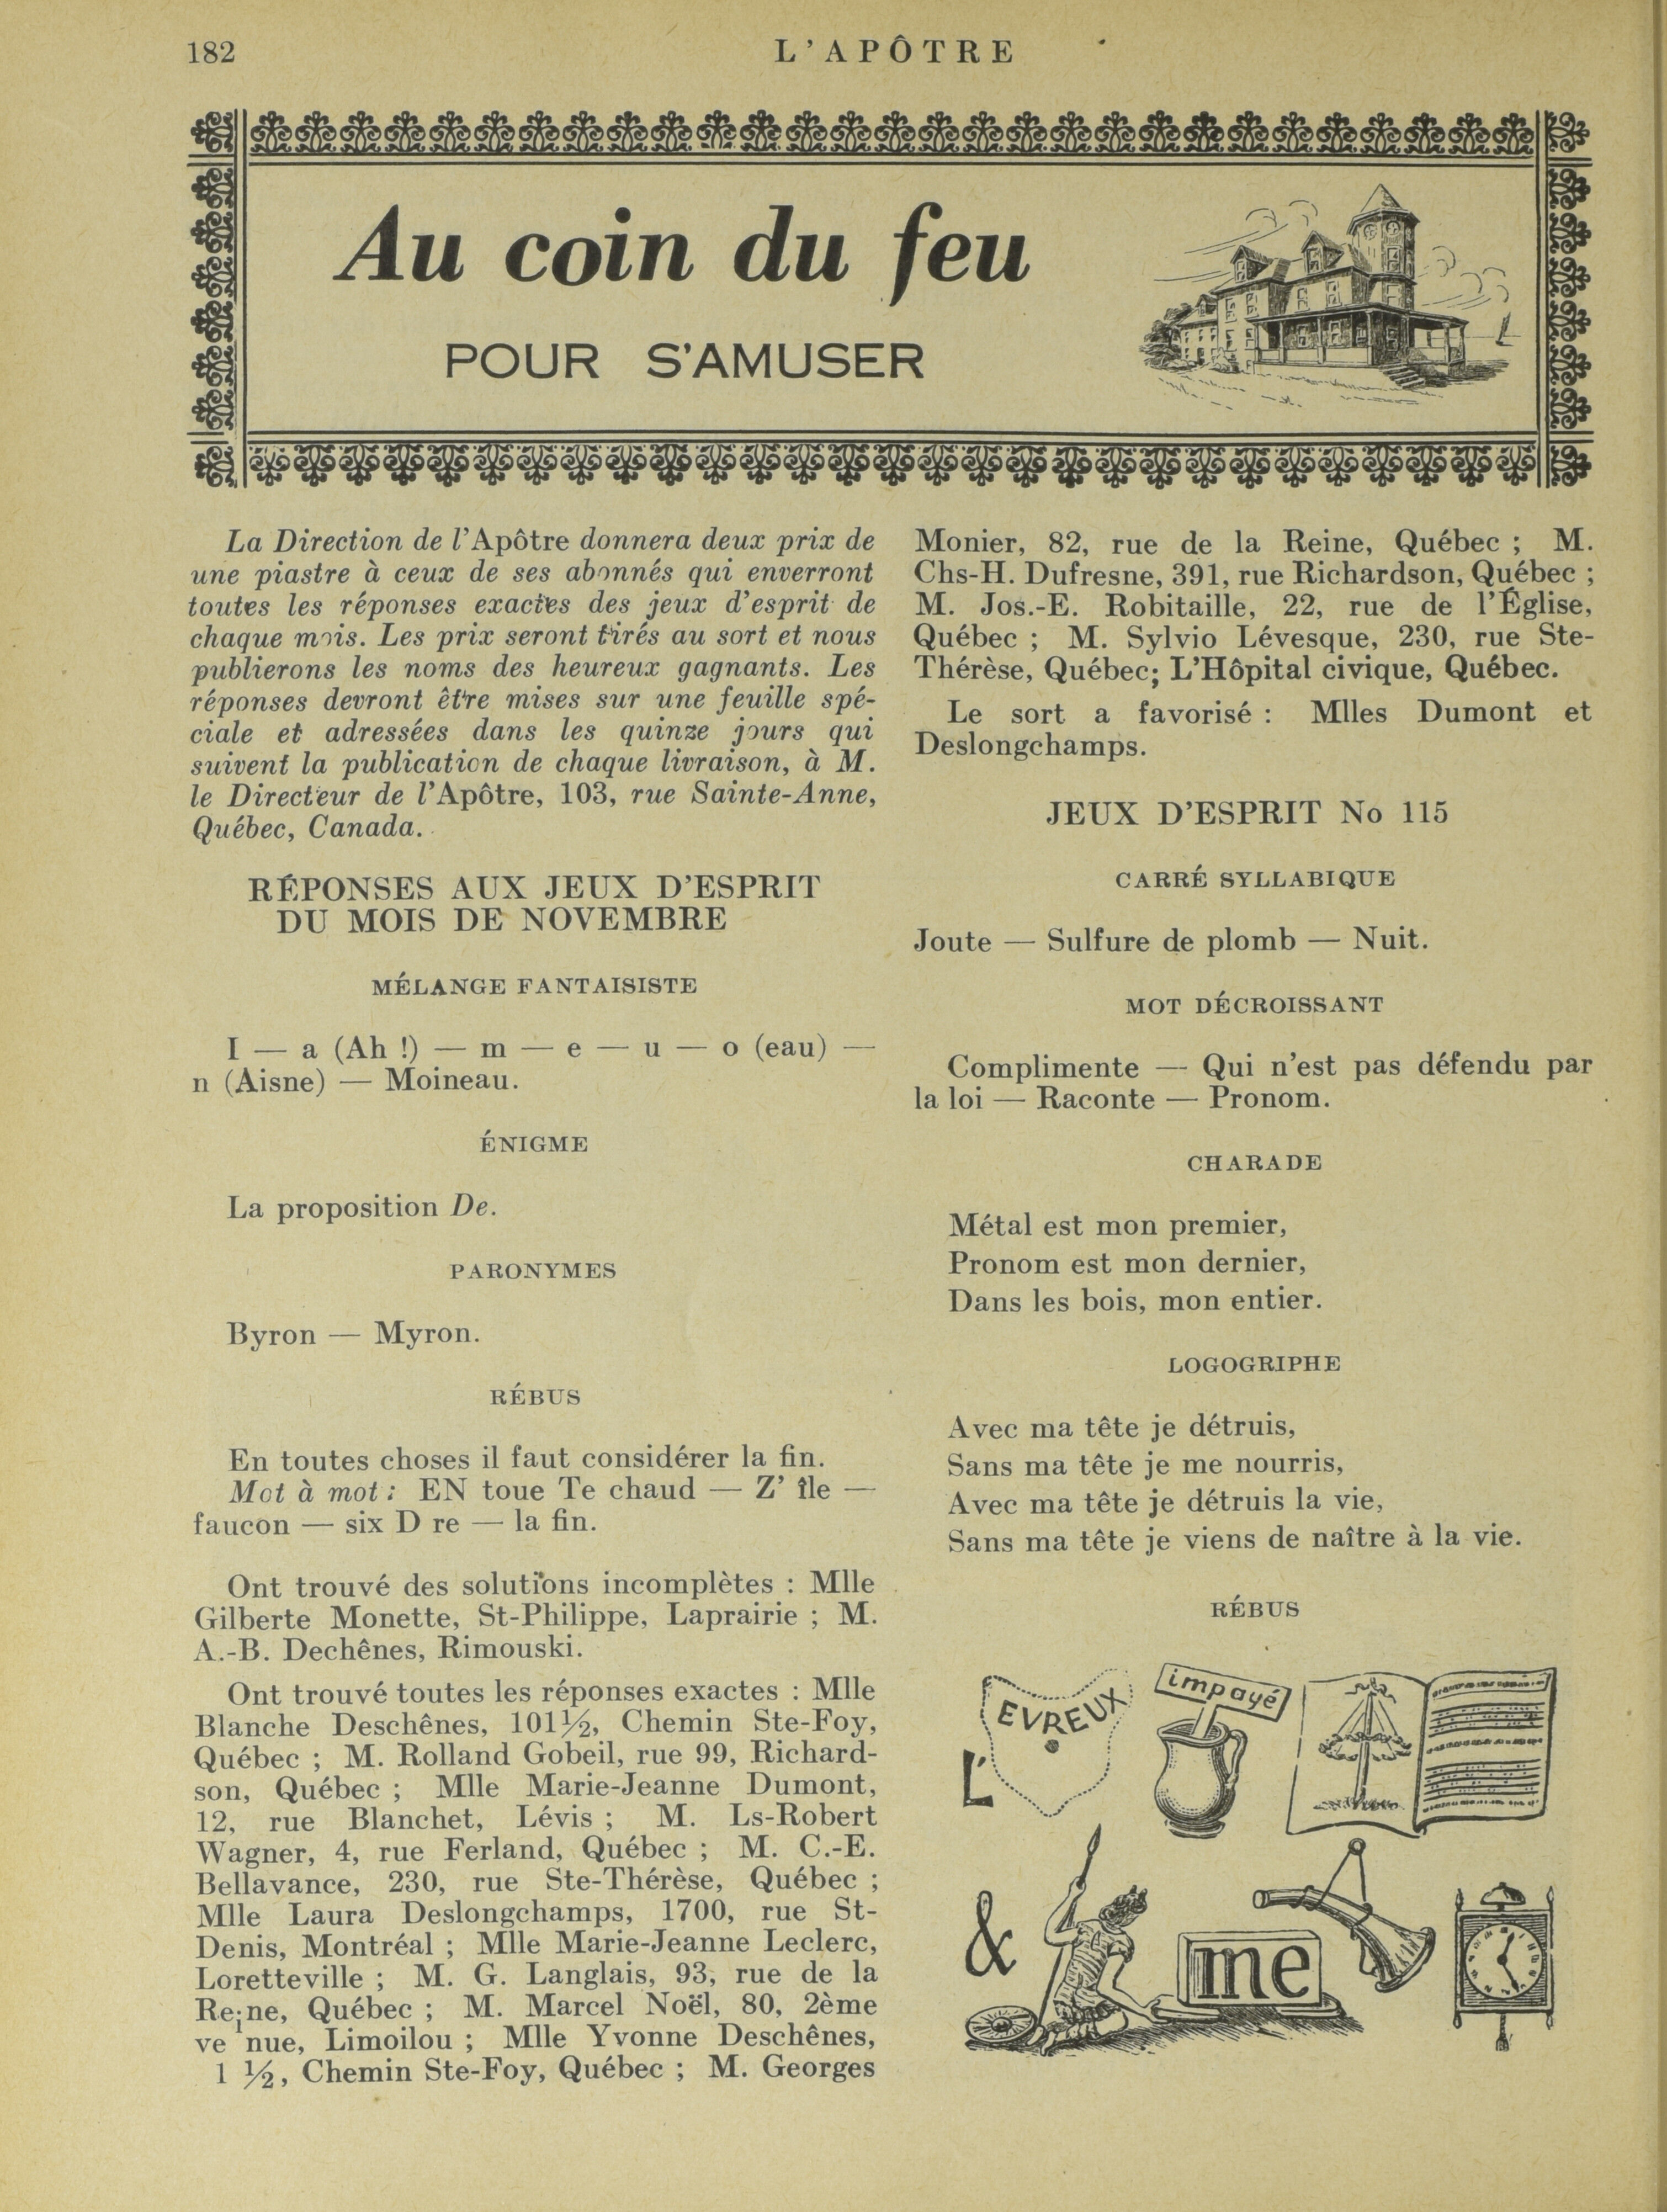 182
L'APÔTRE
Au coin du feu
POUR S'AMUSER
La Direction de l'Apôtre donnera deux prix de
une piastre à ceux de ses abonnés qui enverront
toutes les réponses exactes des jeux d'esprit de
chaque mois. Les prix seront tirés au sort et nous
publierons les noms des heureux gagnants. Les
réponses devront être mises sur une feuille spé-
ciale et adressées dans les quinze jours qui
suivent la publication de chaque livraison, à M.
le Directeur de l'Apôtre, 103, rue Sainte-Anne,
Québec, Canada.
RÉPONSES AUX JEUX D'ESPRIT
DU MOIS DE NOVEMBRE
MÉLANGE FANTAISISTE
I — a (Ah !) — m — e — u — o (eau) —
n (Aisne) — Moineau.
ÉNIGME
La proposition De.
PARONYMES
Byron — Myron.
RÉBUS
En toutes choses il faut considérer la fin.
Mot à mot : EN toue Te chaud — Z' île —
faucon — six D re — la fin.
Ont trouvé des solutions incomplètes : Mlle
Gilberte Monette, St-Philippe, Laprairie ; M.
A.-B. Dechênes, Rimouski.
Ont trouvé toutes les réponses exactes : Mlle
Blanche Deschênes, 101½, Chemin Ste-Foy,
Québec ; M. Rolland Gobeil, rue 99, Richard-
son, Québec ; Mlle Marie-Jeanne Dumont,
12, rue Blanchet, Lévis ; M. Ls-Robert
Wagner, 4, rue Ferland, Québec ; M. C.-E.
Bellavance, 230, rue Ste-Thérèse, Québec ;
Mlle Laura Deslongchamps, 1700, rue St-
Denis, Montréal ; Mlle Marie-Jeanne Leclerc,
Loretteville ; M. G. Langlais, 93, rue de la
Reine, Québec ; M. Marcel Noël, 80, 2ème
ve nue, Limoilou ; Mlle Yvonne Deschênes,
1 ½, Chemin Ste-Foy, Québec ; M. Georges
Monier, 82, rue de la Reine, Québec ; M.
Chs-H. Dufresne, 391, rue Richardson, Québec ;
M. Jos.-E. Robitaille, 22, rue de l'Église,
Québec ; M. Sylvio Lévesque, 230, rue Ste-
Thérèse, Québec; L'Hôpital civique, Québec.
Le sort a favorisé : Mlles Dumont et
Deslongchamps.
JEUX D'ESPRIT No 115
CARRÉ SYLLABIQUE
Joute — Sulfure de plomb — Nuit.
MOT DÉCROISSANT
Complimente — Qui n'est pas défendu par
la loi — Raconte — Pronom.
CHARADE
Métal est mon premier,
Pronom est mon dernier,
Dans les bois, mon entier.
LOGOGRIPHE
Avec ma tête je détruis,
Sans ma tête je me nourris,
Avec ma tête je détruis la vie,
Sans ma tête je viens de naître à la vie.
RÉBUS
L'
EVREUX
impayé
&
me